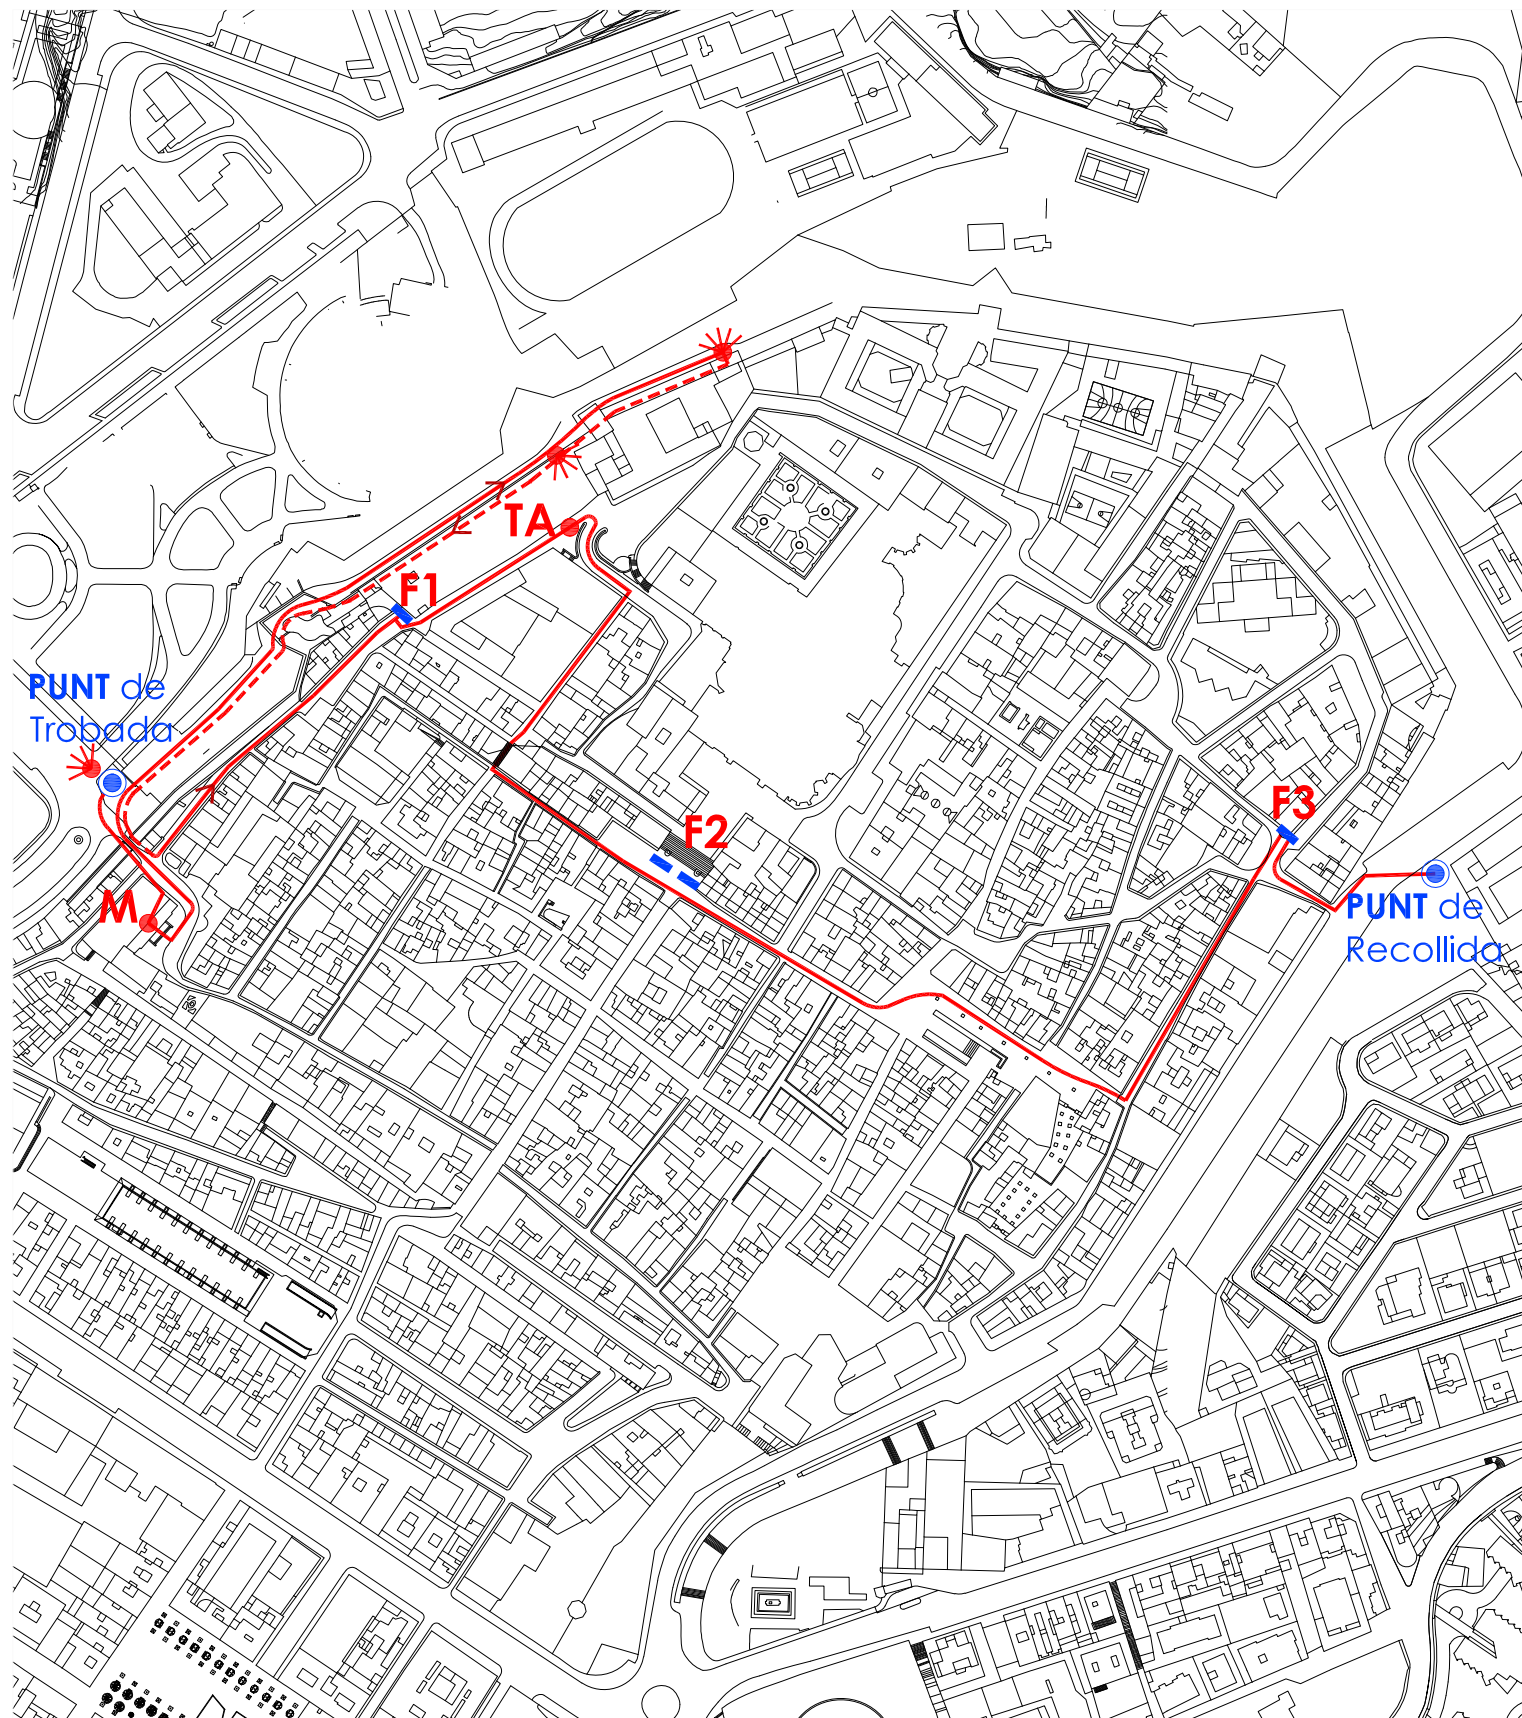 TA
F1
PUNT de
Trobada
F3
F2
M
PUNT de
Recollida